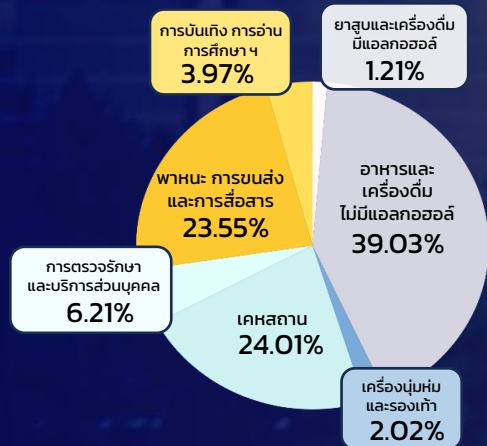 การบันเทิง การอ่าน
การศึกษา ฯ
3.97%
ยาสูบและเครื่องดื่ม
มีแอลกอฮอล์
1.21%
พาหนะ การขนส่ง
และการสื่อสาร
23.55%
อาหารและ
เครื่องดื่ม
ไม่มีแอลกอฮอล์
39.03%
การตรวจรักษา
และบริการส่วนบุคคล
6.21%
เคหสถาน
24.01%
เครื่องนุ่มห่ม
และรองเท้า
2.02%